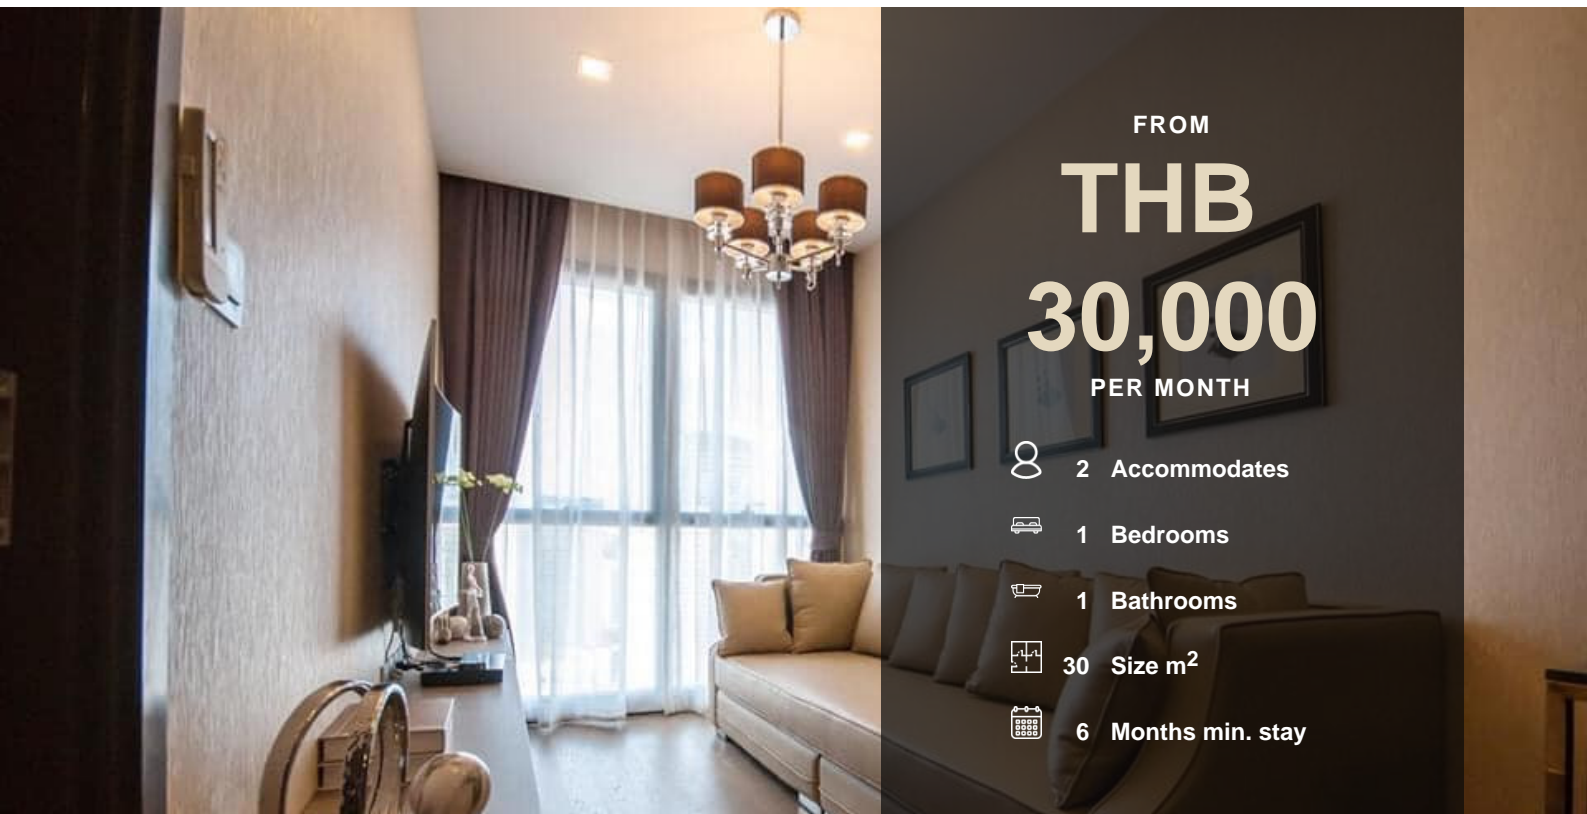 FROM
THB
30,000
PER MONTH
2 Accommodates
1 Bedrooms
1 Bathrooms
30 Size m²
6 Months min. stay